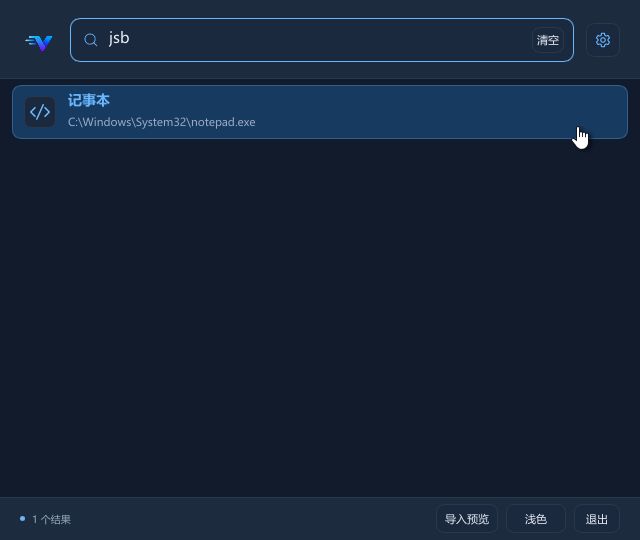 jsb
清空
记事本
C:\Windows\System32\notepad.exe
1 个结果
导入预览
浅色
退出